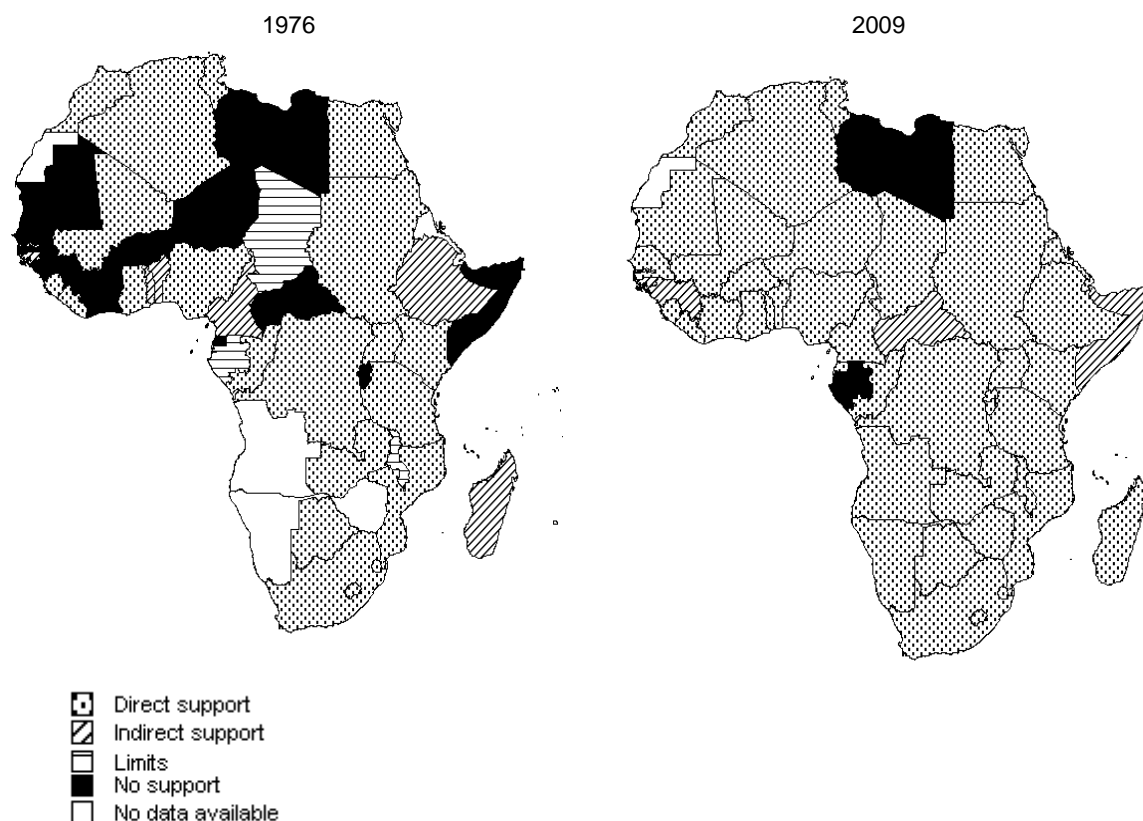 1976
2009
Direct support
Indirect support
Limits
No support
No data available